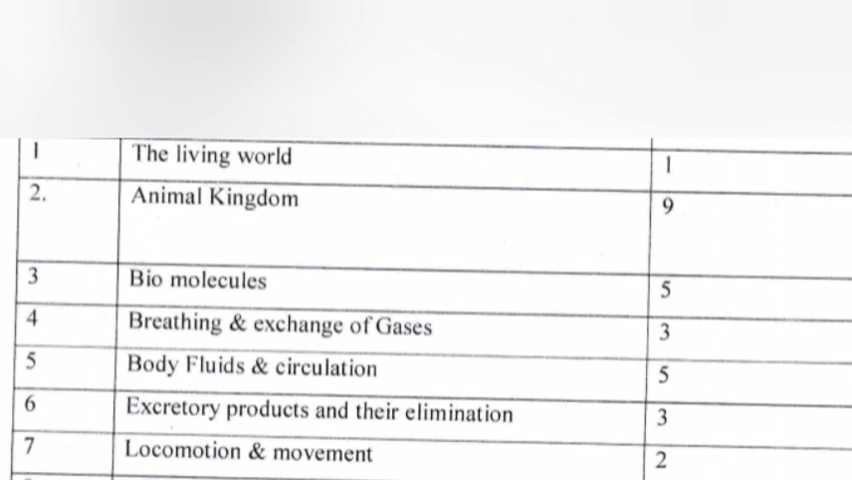 1 The living world 1
2. Animal Kingdom 9
3 Bio molecules 5
4 Breathing & exchange of Gases 3
5 Body Fluids & circulation 5
6 Excretory products and their elimination 3
7 Locomotion & movement 2